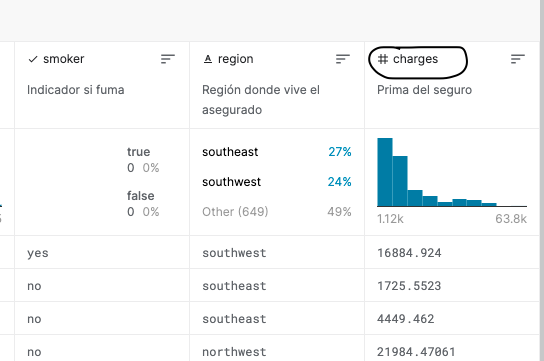 smoker
Indicador si fuma
true
0 0%
false
0 0%
region
Región donde vive el
asegurado
southeast 27%
southwest 24%
Other (649) 49%
charges
Prima del seguro
1.12k 63.8k
yes southwest 16884.924
no southeast 1725.5523
no southeast 4449.462
no northwest 21984.47061